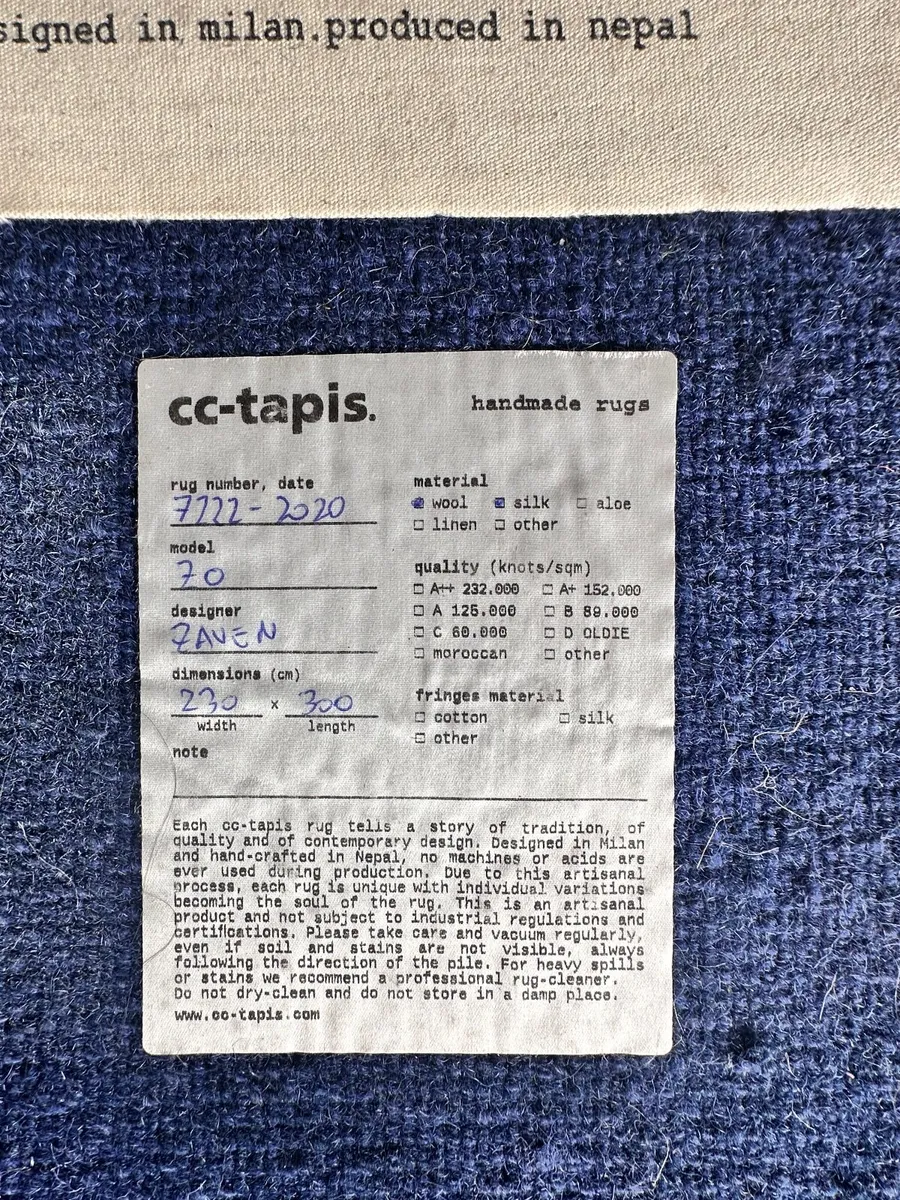 signed in milan.produced in nepal
cc-tapis. handmade rugs
rug number, date
7722-2020
model
70
designer
ZAVEN
dimensions (cm)
230 x 300
width length
note
material
wool silk aloe
linen other
quality (knots/sqm)
A++ 232.000 A+ 152.000
A 125.000 B 89.000
C 60.000 D OLDIE
moroccan other
fringes material
cotton silk
other
Each cc-tapis rug tells a story of tradition, of
quality and of contemporary design. Designed in Milan
and hand-crafted in Nepal, no machines or acids are
ever used during production. Due to this artisanal
process, each rug is unique with individual variations
becoming the soul of the rug. This is an artisanal
product and not subject to industrial regulations and
certifications. Please take care and vacuum regularly,
even if soil and stains are not visible, always
following the direction of the pile. For heavy spills
or stains we recommend a professional rug-cleaner.
Do not dry-clean and do not store in a damp place.
www.cc-tapis.com